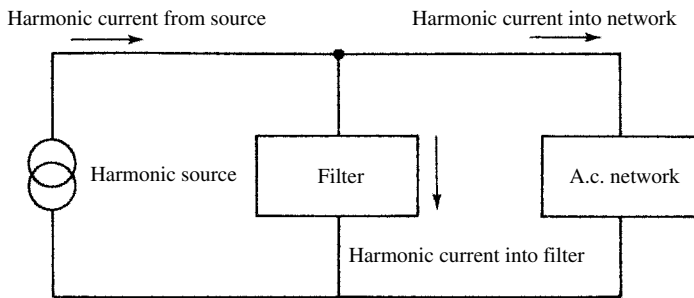 Harmonic current from source
Harmonic current into network
Harmonic source
Filter
A.c. network
Harmonic current into filter